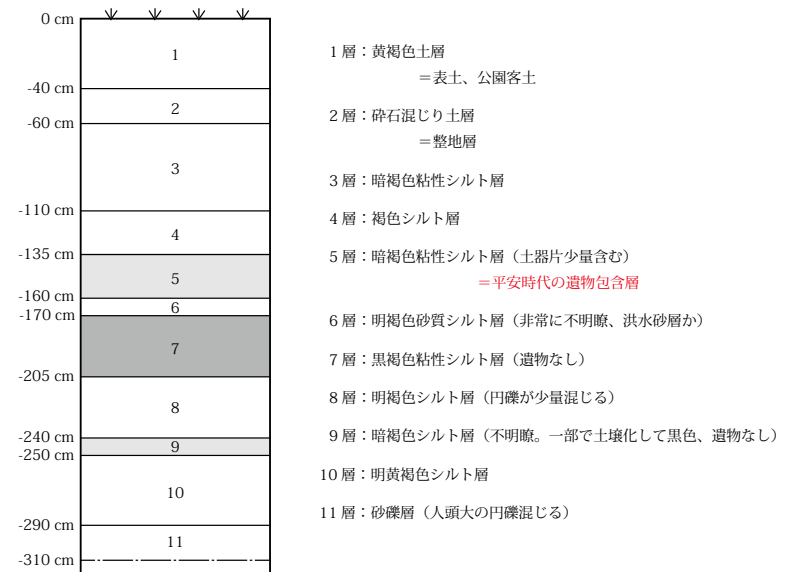 0 cm
1
-40 cm
2
-60 cm
3
-110 cm
4
-135 cm
5
-160 cm
6
-170 cm
7
-205 cm
8
-240 cm
9
-250 cm
10
-290 cm
11
-310 cm
1 層：黄褐色土層
＝表土、公園客土
2 層：砕石混じり土層
＝整地層
3 層：暗褐色粘性シルト層
4 層：褐色シルト層
5 層：暗褐色粘性シルト層（土器片少量含む）
＝平安時代の遺物包含層
6 層：明褐色砂質シルト層（非常に不明瞭、洪水砂層か）
7 層：黒褐色粘性シルト層（遺物なし）
8 層：明褐色シルト層（円礫が少量混じる）
9 層：暗褐色シルト層（不明瞭。一部で土壌化して黒色、遺物なし）
10 層：明黄褐色シルト層
11 層：砂礫層（人頭大の円礫混じる）